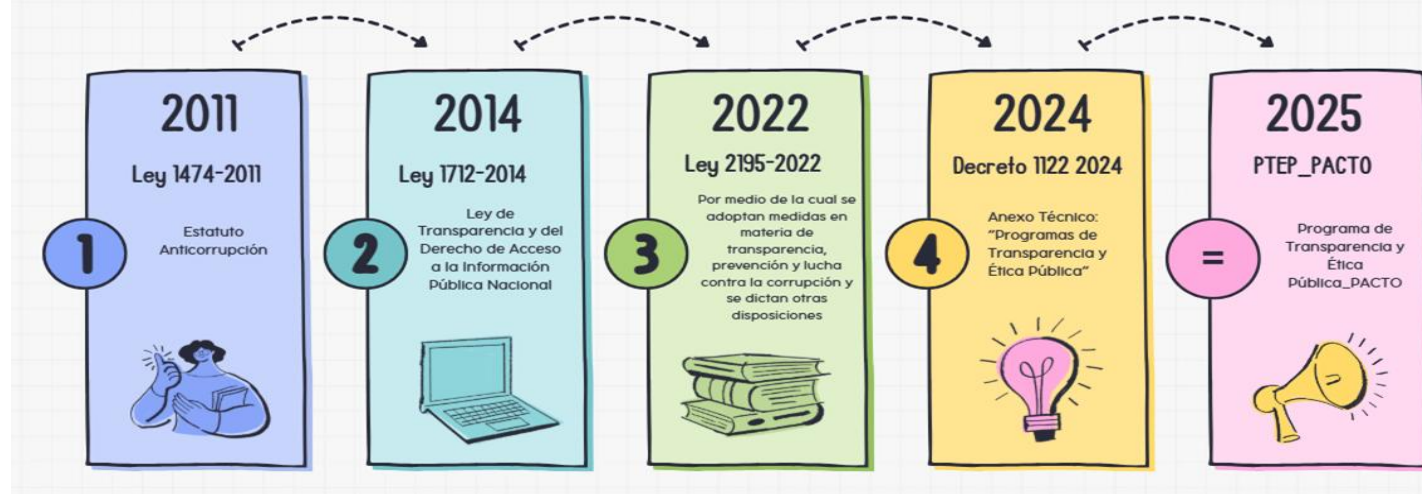 2011
Ley 1474-2011
1
Estatuto
Anticorrupción
2014
Ley 1712-2014
2
Ley de
Transparencia y del
Derecho de Acceso
a la Información
Pública Nacional
2022
Ley 2195-2022
3
Por medio de la cual se
adoptan medidas en
materia de
transparencia,
prevención y lucha
contra la corrupción y
se dictan otras
disposiciones
2024
Decreto 1122 2024
4
Anexo Técnico:
"Programas de
Transparencia y
Ética Pública"
2025
PTEP_PACTO
=
Programa de
Transparencia y
Ética
Pública_PACTO